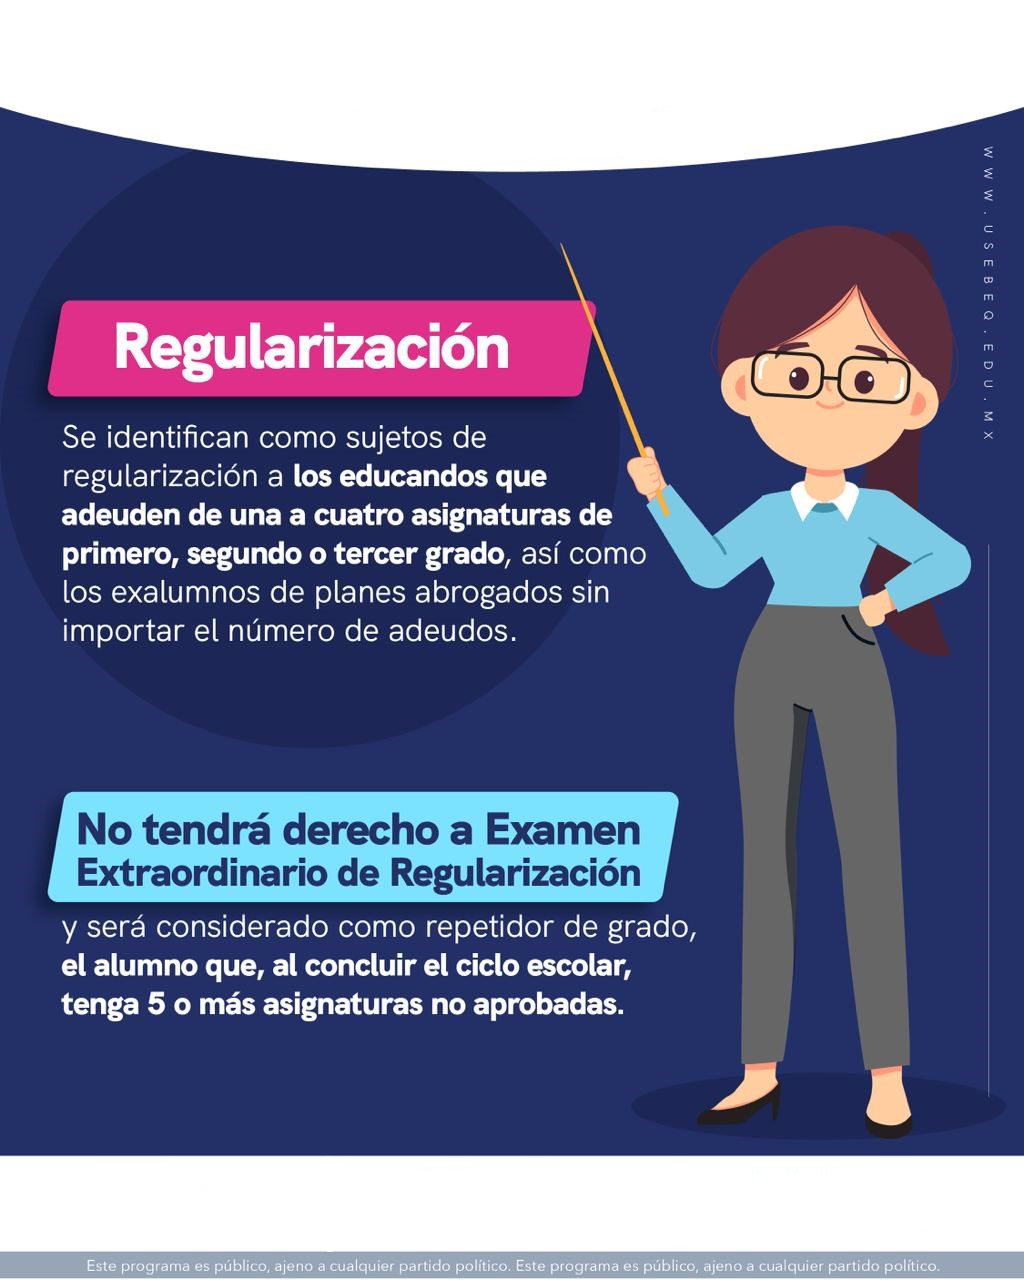 WWW.USEBEQ.EDU.MX
Regularización
Se identifican como sujetos de
regularización a los educandos que
adeuden de una a cuatro asignaturas de
primero, segundo o tercer grado, así como
los exalumnos de planes abrogados sin
importar el número de adeudos.
No tendrá derecho a Examen
Extraordinario de Regularización
y será considerado como repetidor de grado,
el alumno que, al concluir el ciclo escolar,
tenga 5 o más asignaturas no aprobadas.
Este programa es público, ajeno a cualquier partido político. Este programa es público, ajeno a cualquier partido político.